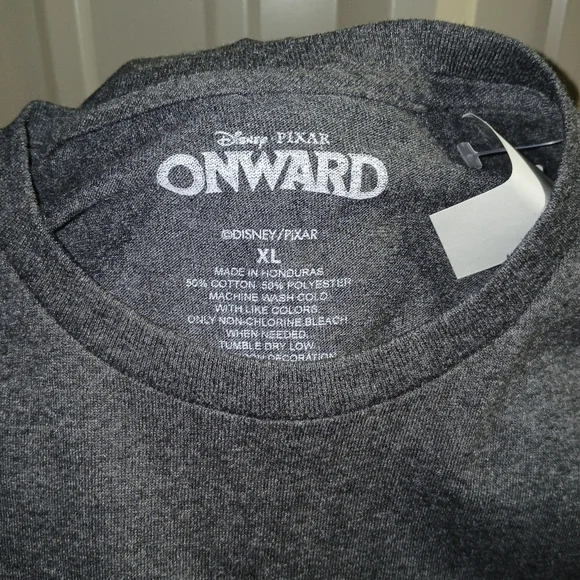 Disney · PIXAR
ONWARD
©DISNEY/PIXAR
XL
MADE IN HONDURAS
50% COTTON 50% POLYESTER
MACHINE WASH COLD
WITH LIKE COLORS.
ONLY NON-CHLORINE BLEACH
WHEN NEEDED.
TUMBLE DRY LOW.
DECORATION